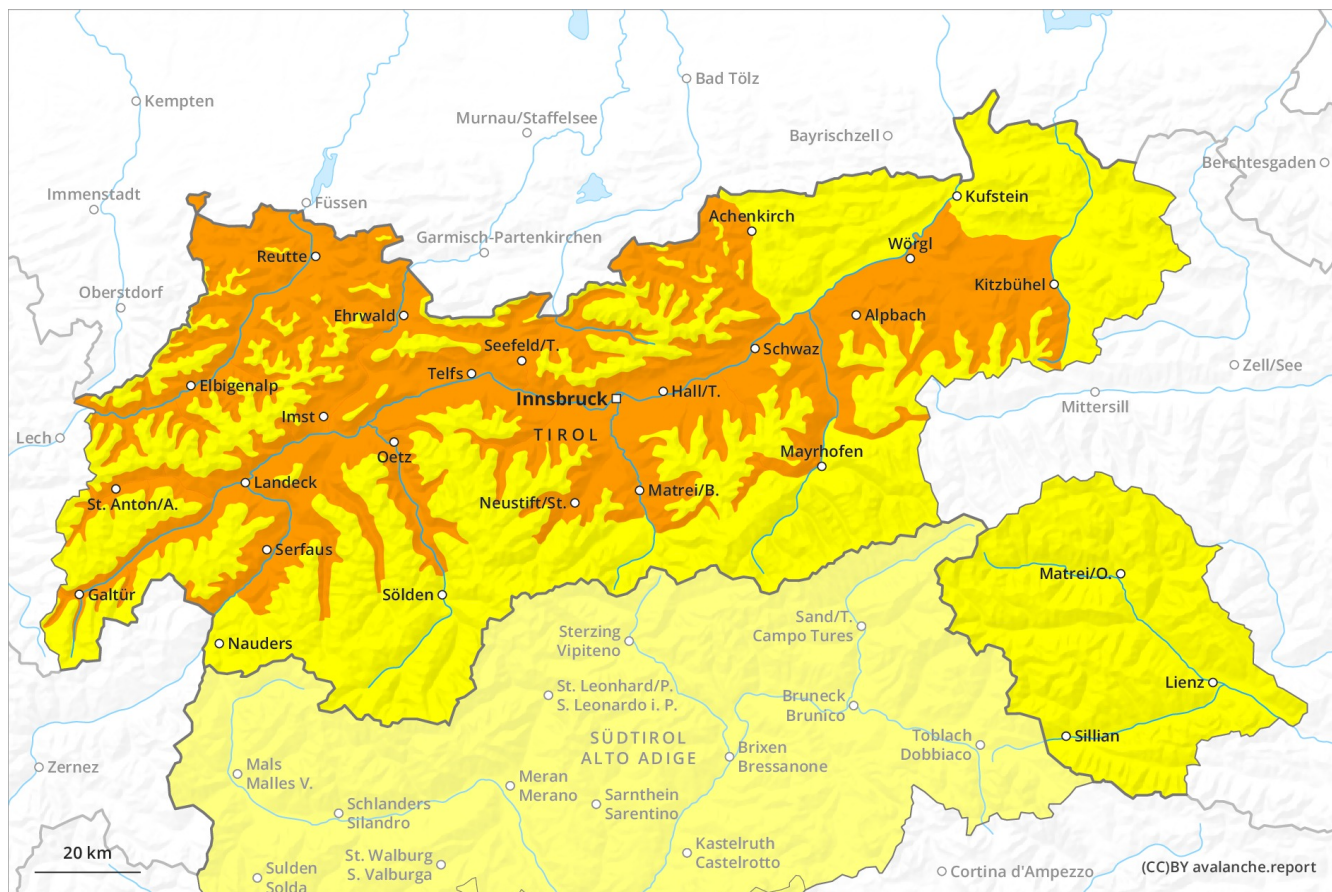 Kempten
Bad Tölz
Murnau/Staffelsee
Bayrischzell
Berchtesgaden
Immenstadt
Füssen
Kufstein
Achenkirch
Garmisch-Partenkirchen
Wörgl
Reutte
Kitzbühel
Oberstdorf
Ehrwald
Alpbach
Seefeld/T.
Schwaz
Telfs
Zell/See
Elbigenalp
Innsbruck
Hall/T.
Mittersill
Imst
Lech
TIROL
Oetz
Mayrhofen
Landeck
Matrei/B.
St. Anton/A.
Neustift/St.
Serfaus
Matrei/O.
Galtür
Sölden
Sand/T.
Campo Tures
Sterzing
Vipiteno
Nauders
Lienz
St. Leonhard/P.
S. Leonardo i. P.
Bruneck
Brunico
Sillian
Toblach
Dobbiaco
SÜDTIROL
ALTO ADIGE
Brixen
Bressanone
Zernez
Mals
Malles V.
Meran
Merano
Sarnthein
Sarentino
Schlanders
Silandro
Kastelruth
Castelrotto
20 km
St. Walburg
S. Valburga
Sulden
Solda
Cortina d'Ampezzo
(CC)BY avalanche.report